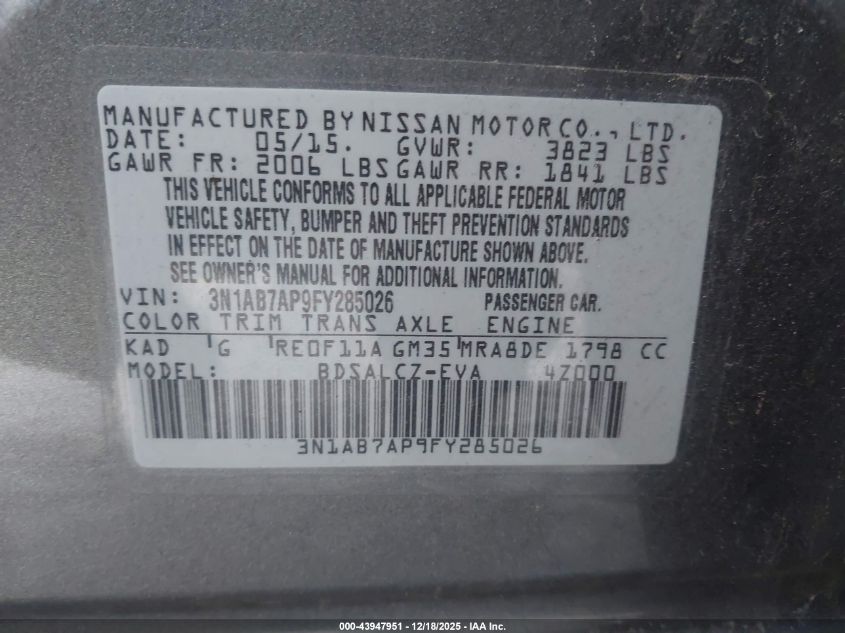 MANUFACTURED BY NISSAN MOTOR CO., LTD.
DATE: 05/15. GVWR: 3823 LBS
GAWR FR: 2006 LBS GAWR RR: 1841 LBS
THIS VEHICLE CONFORMS TO ALL APPLICABLE FEDERAL MOTOR
VEHICLE SAFETY, BUMPER AND THEFT PREVENTION STANDARDS
IN EFFECT ON THE DATE OF MANUFACTURE SHOWN ABOVE.
SEE OWNER'S MANUAL FOR ADDITIONAL INFORMATION.
VIN: 3N1AB7AP9FY285026 PASSENGER CAR.
COLOR TRIM TRANS AXLE ENGINE
KAD G RE0F11A GM35 MRA8DE 1798 CC
MODEL: BDSALCZ-EVA 4Z000
3N1AB7AP9FY285026
000-43947951 - 12/18/2025 - IAA Inc.